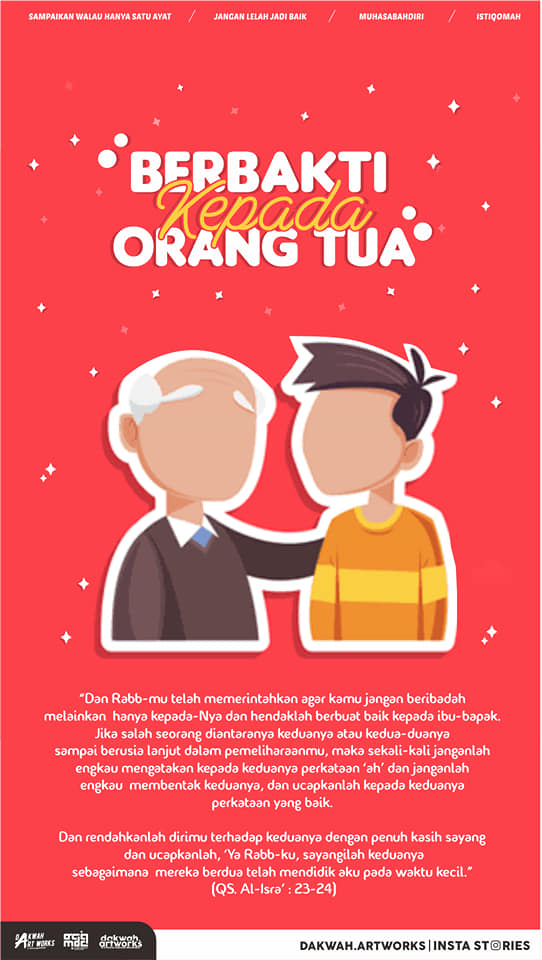 SAMPAIKAN WALAU HANYA SATU AYAT / JANGAN LELAH JADI BAIK / MUHASABAHDIRI / ISTIQOMAH
BERBAKTI
Kepada
ORANG TUA
“Dan Rabb-mu telah memerintahkan agar kamu jangan beribadah
melainkan hanya kepada-Nya dan hendaklah berbuat baik kepada ibu-bapak.
Jika salah seorang diantaranya keduanya atau kedua-duanya
sampai berusia lanjut dalam pemeliharaanmu, maka sekali-kali janganlah
engkau mengatakan kepada keduanya perkataan ‘ah’ dan janganlah
engkau membentak keduanya, dan ucapkanlah kepada keduanya
perkataan yang baik.
Dan rendahkanlah dirimu terhadap keduanya dengan penuh kasih sayang
dan ucapkanlah, ‘Ya Rabb-ku, sayangilah keduanya
sebagaimana mereka berdua telah mendidik aku pada waktu kecil.”
(QS. Al-Isra’ : 23-24)
DAKWAH
ART WORKS
dakwah
artworks
DAKWAH.ARTWORKS | INSTA STORIES